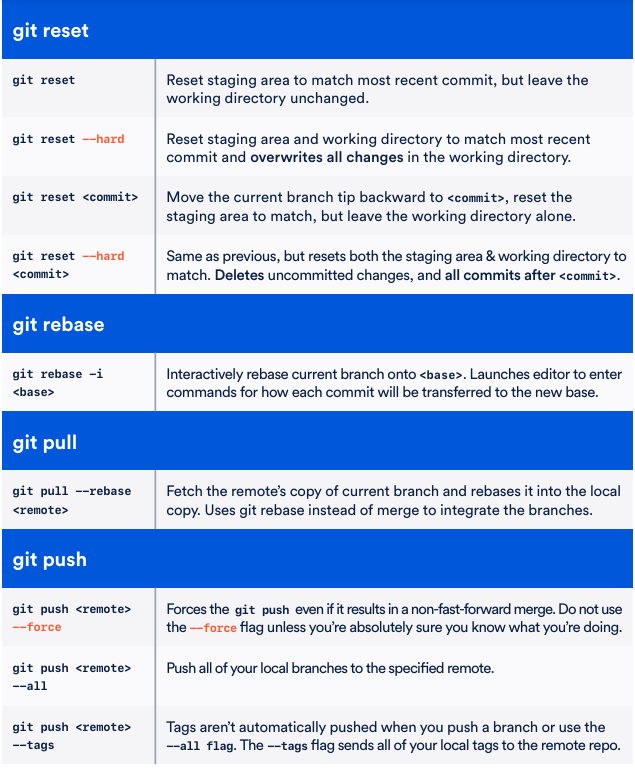 git reset
git reset
Reset staging area to match most recent commit, but leave the
working directory unchanged.
git reset --hard
Reset staging area and working directory to match most recent
commit and overwrites all changes in the working directory.
git reset <commit>
Move the current branch tip backward to <commit>, reset the
staging area to match, but leave the working directory alone.
git reset --hard
<commit>
Same as previous, but resets both the staging area & working directory to
match. Deletes uncommitted changes, and all commits after <commit>.
git rebase
git rebase -i
<base>
Interactively rebase current branch onto <base>. Launches editor to enter
commands for how each commit will be transferred to the new base.
git pull
git pull --rebase
<remote>
Fetch the remote’s copy of current branch and rebases it into the local
copy. Uses git rebase instead of merge to integrate the branches.
git push
git push <remote>
--force
Forces the git push even if it results in a non-fast-forward merge. Do not use
the --force flag unless you’re absolutely sure you know what you’re doing.
git push <remote>
--all
Push all of your local branches to the specified remote.
git push <remote>
--tags
Tags aren’t automatically pushed when you push a branch or use the
--all flag. The --tags flag sends all of your local tags to the remote repo.